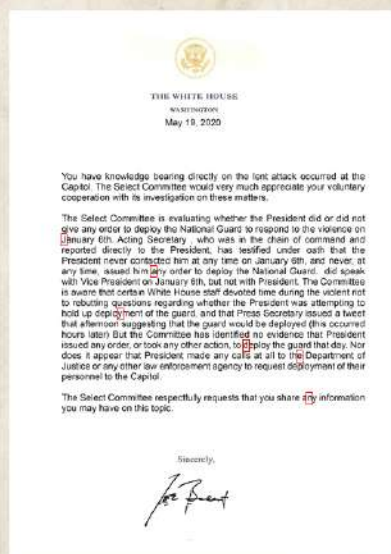 THE WHITE HOUSE
WASHINGTON
May 19, 2020
You have knowledge bearing directly on the lent attack occurred at the
Capitol. The Select Committee would very much appreciate your voluntary
cooperation with its investigation on these matters.
The Select Committee is evaluating whether the President did or did not
give any order to deploy the National Guard to respond to the violence on
January 6th. Acting Secretary , who was in the chain of command and
reported directly to the President, has testified under oath that the
President never contacted him at any time on January 6th, and never, at
any time, issued him any order to deploy the National Guard. did speak
with Vice President on January 6th, but not with President. The Committee
is aware that certain White House staff devoted time during the violent riot
to rebutting questions regarding whether the President was attempting to
hold up deployment of the guard, and that Press Secretary issued a tweet
that afternoon suggesting that the guard would be deployed (this occurred
hours later) But the Committee has identified no evidence that President
issued any order, or took any other action, to deploy the guard that day. Nor
does it appear that President made any calls at all to the Department of
Justice or any other law enforcement agency to request deployment of their
personnel to the Capitol.
The Select Committee respectfully requests that you share any information
you may have on this topic.
Sincerely,